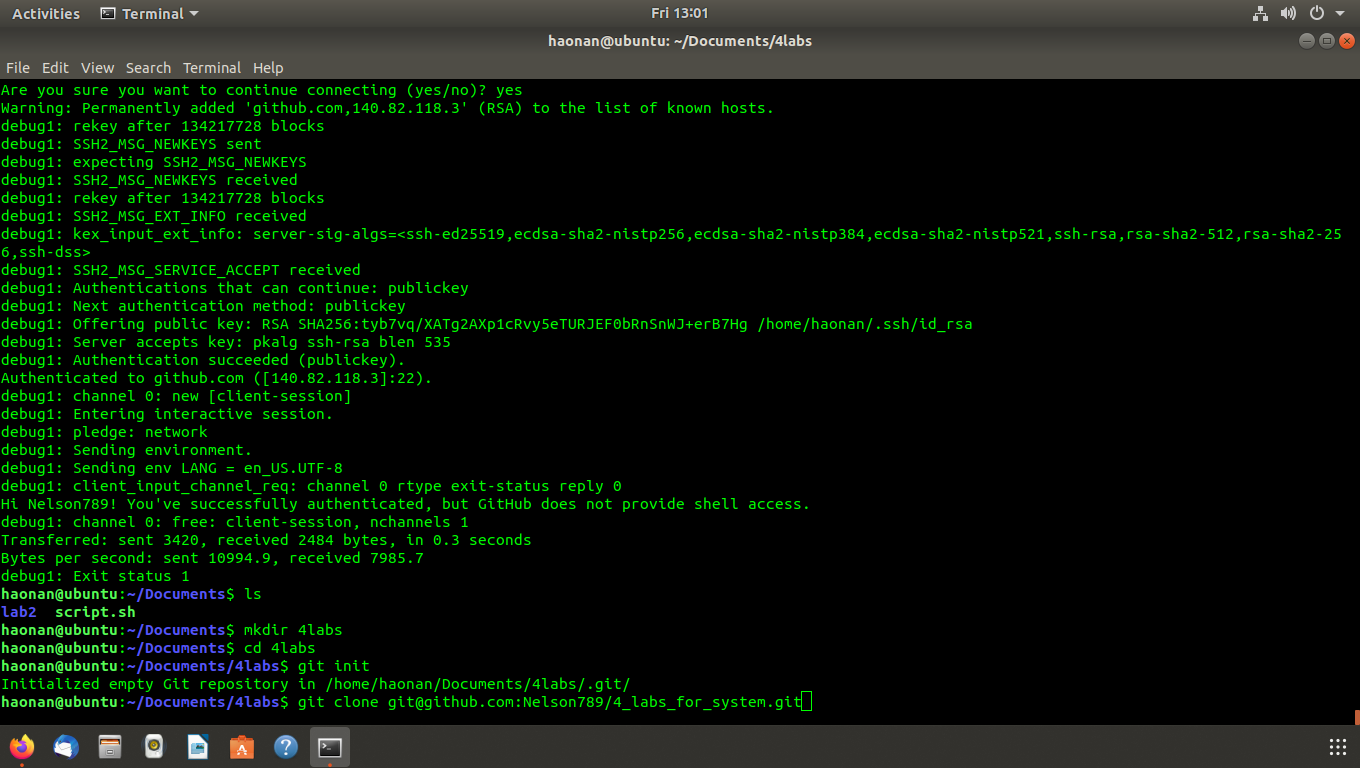 Activities Terminal Fri 13:01
haonan@ubuntu: ~/Documents/4labs
File Edit View Search Terminal Help
Are you sure you want to continue connecting (yes/no)? yes
Warning: Permanently added 'github.com,140.82.118.3' (RSA) to the list of known hosts.
debug1: rekey after 134217728 blocks
debug1: SSH2_MSG_NEWKEYS sent
debug1: expecting SSH2_MSG_NEWKEYS
debug1: SSH2_MSG_NEWKEYS received
debug1: rekey after 134217728 blocks
debug1: SSH2_MSG_EXT_INFO received
debug1: kex_input_ext_info: server-sig-algs=<ssh-ed25519,ecdsa-sha2-nistp256,ecdsa-sha2-nistp384,ecdsa-sha2-nistp521,ssh-rsa,rsa-sha2-512,rsa-sha2-25
6,ssh-dss>
debug1: SSH2_MSG_SERVICE_ACCEPT received
debug1: Authentications that can continue: publickey
debug1: Next authentication method: publickey
debug1: Offering public key: RSA SHA256:tyb7vq/XATg2AXp1cRvy5eTURJEF0bRnSnWJ+erB7Hg /home/haonan/.ssh/id_rsa
debug1: Server accepts key: pkalg ssh-rsa blen 535
debug1: Authentication succeeded (publickey).
Authenticated to github.com ([140.82.118.3]:22).
debug1: channel 0: new [client-session]
debug1: Entering interactive session.
debug1: pledge: network
debug1: Sending environment.
debug1: Sending env LANG = en_US.UTF-8
debug1: client_input_channel_req: channel 0 rtype exit-status reply 0
Hi Nelson789! You've successfully authenticated, but GitHub does not provide shell access.
debug1: channel 0: free: client-session, nchannels 1
Transferred: sent 3420, received 2484 bytes, in 0.3 seconds
Bytes per second: sent 10994.9, received 7985.7
debug1: Exit status 1
haonan@ubuntu:~/Documents$ ls
lab2  script.sh
haonan@ubuntu:~/Documents$ mkdir 4labs
haonan@ubuntu:~/Documents$ cd 4labs
haonan@ubuntu:~/Documents/4labs$ git init
Initialized empty Git repository in /home/haonan/Documents/4labs/.git/
haonan@ubuntu:~/Documents/4labs$ git clone git@github.com:Nelson789/4_labs_for_system.git